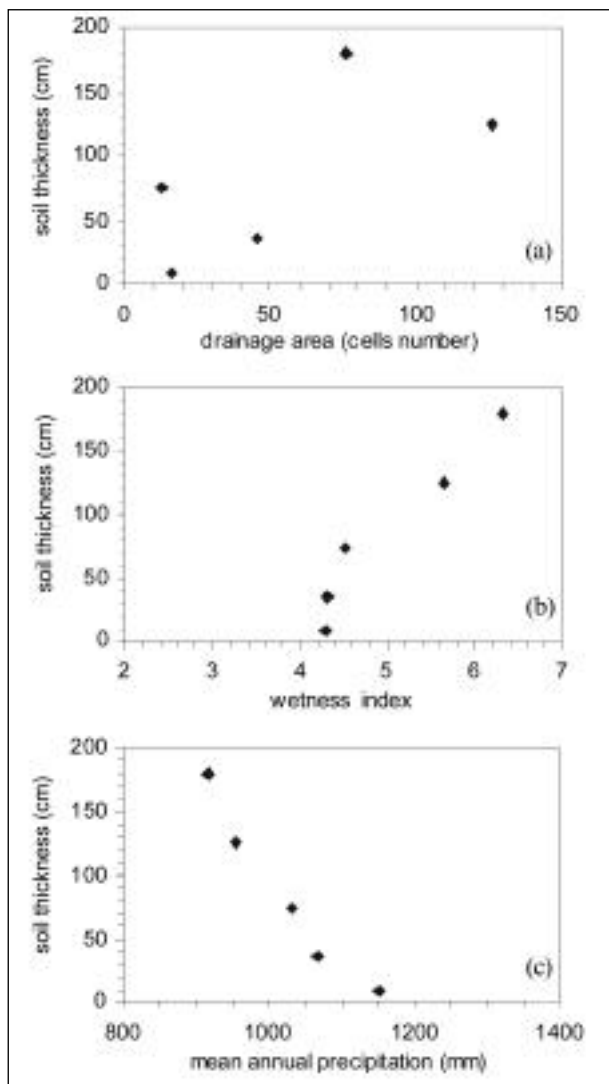 200
150
100
50
0
soil thickness (cm)
(a)
0 50 100 150
drainage area (cells number)
200
150
100
50
0
soil thickness (cm)
(b)
2 3 4 5 6 7
wetness index
200
150
100
50
0
soil thickness (cm)
(c)
800 1000 1200 1400
mean annual precipitation (mm)